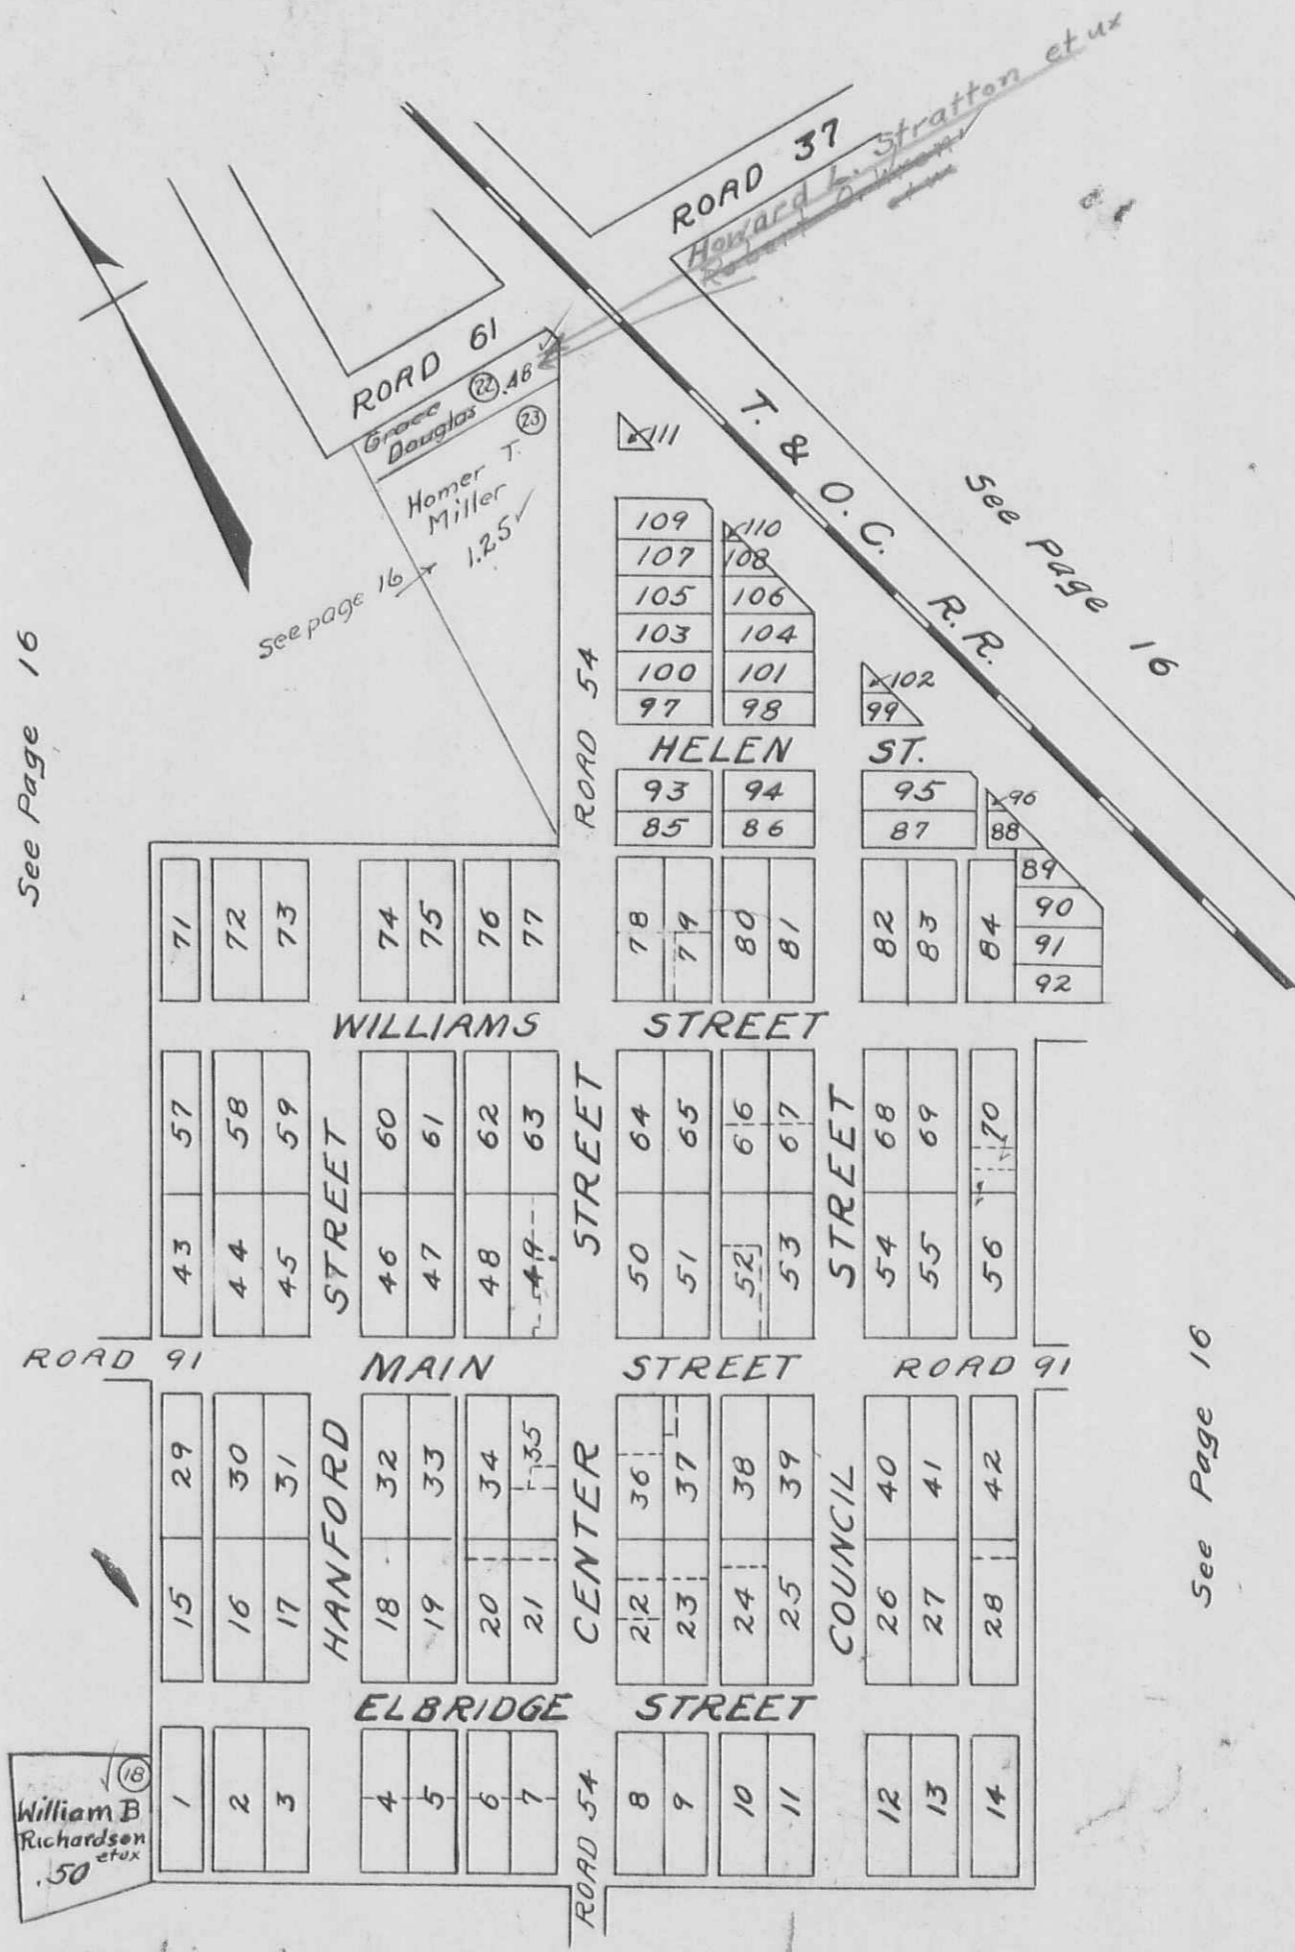 Howard L. Stratton et ux
Robert O. Wren
et ux
ROAD 37
ROAD 61
Grace
Douglas 22 .48
Homer T. 23
Miller
1.25 ✓
See page 16
T. & O. C. R. R.
See page 16
See Page 16
ROAD 54
111
109
110
107 108
105 106
103 104
100 101 102
97 98 99
HELEN ST.
93 94 95 96
85 86 87 88
89
90
91
92
71 72 73 74 75 76 77 78 79 80 81 82 83 84
WILLIAMS STREET
57 58 59 60 61 62 63 64 65 66 67 68 69 70
STREET STREET STREET
43 44 45 46 47 48 49 50 51 52 53 54 55 56
ROAD 91 MAIN STREET ROAD 91
See Page 16
29 30 31 32 33 34 35 36 37 38 39 40 41 42
HANFORD CENTER COUNCIL
15 16 17 18 19 20 21 22 23 24 25 26 27 28
ELBRIDGE STREET
1 2 3 4 5 6 7 8 9 10 11 12 13 14
ROAD 54
18
William B
Richardson
et ux
.50